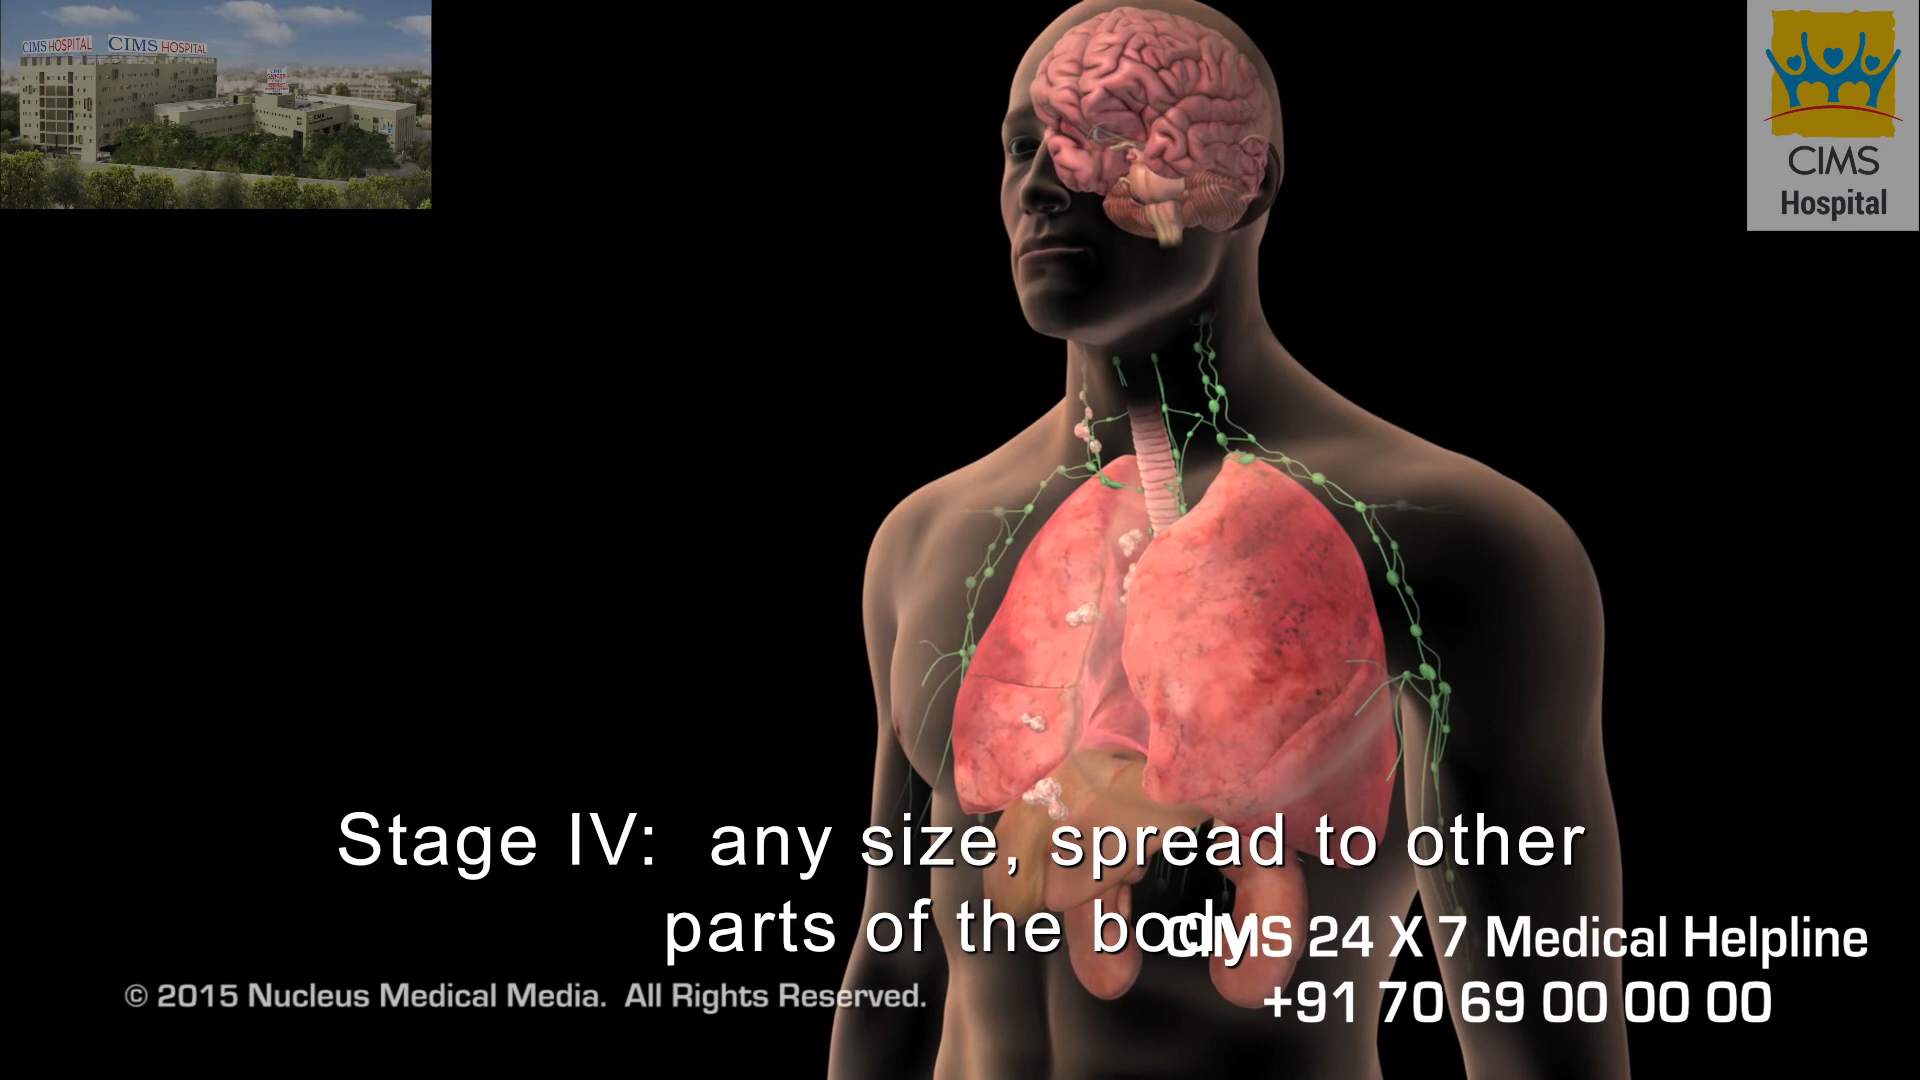 CIMS HOSPITAL CIMS HOSPITAL
CIMS
Hospital
Stage IV:  any size, spread to other
parts of the body
CIMS 24 X 7 Medical Helpline
+91 70 69 00 00 00
© 2015 Nucleus Medical Media.  All Rights Reserved.